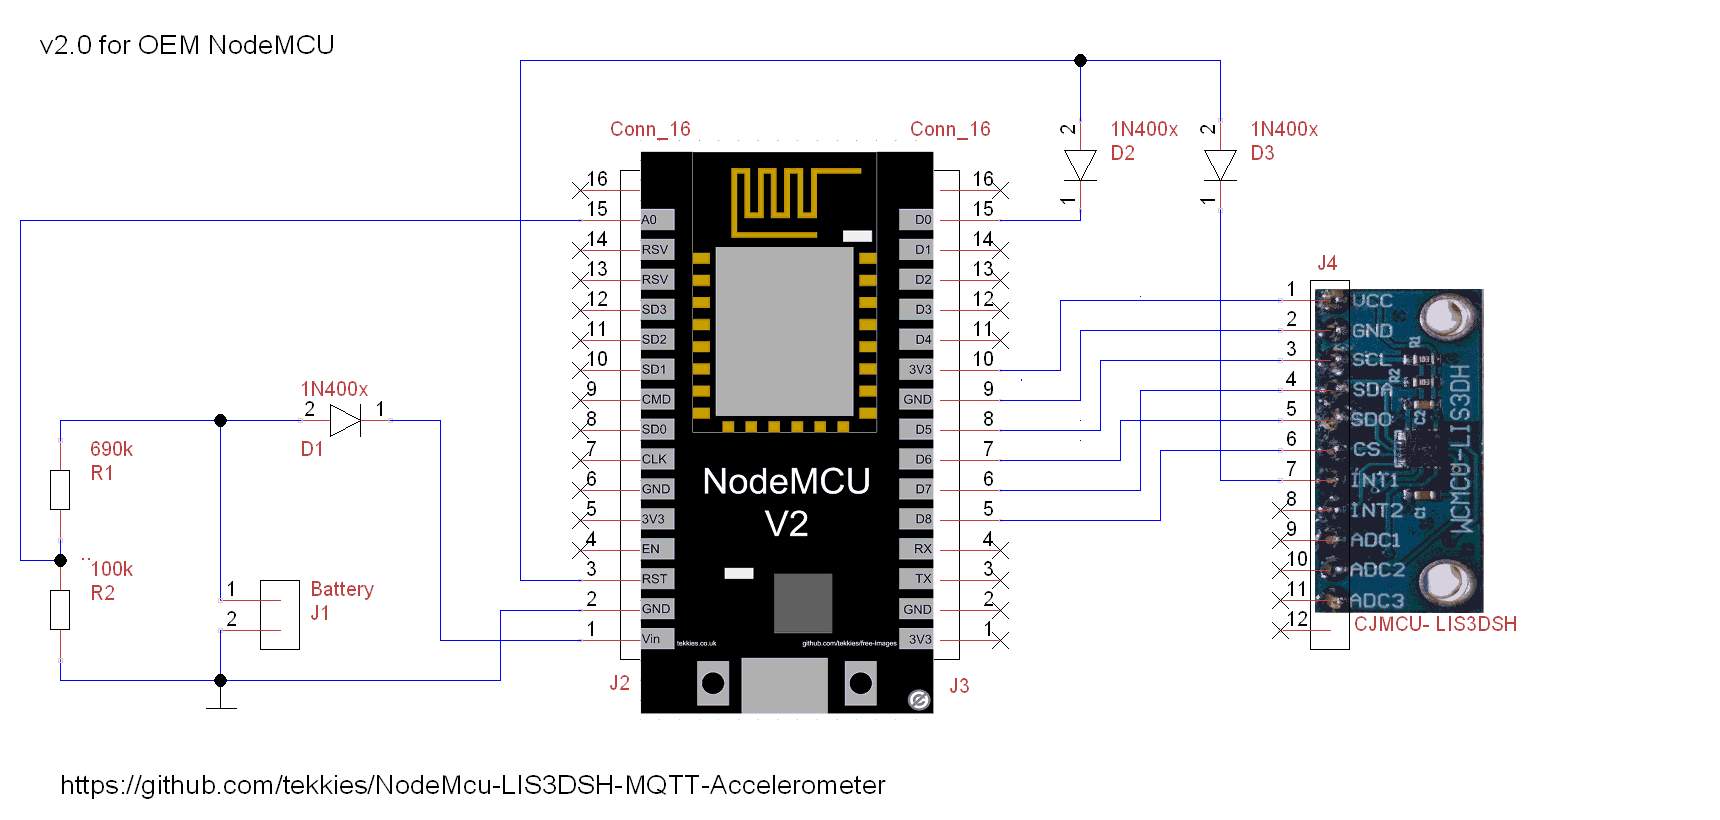 v2.0 for OEM NodeMCU
Conn_16
Conn_16
2
1N400x
D2
1
2
1N400x
D3
1
16
15
14
13
12
11
10
9
8
7
6
5
4
3
2
1
A0
RSV
RSV
SD3
SD2
SD1
CMD
SD0
CLK
GND
3V3
EN
RST
GND
Vin
NodeMCU
V2
tekkies.co.uk
github.com/tekkies/free-images
D0
D1
D2
D3
D4
3V3
GND
D5
D6
D7
D8
RX
TX
GND
3V3
16
15
14
13
12
11
10
9
8
7
6
5
4
3
2
1
J2
J3
1N400x
2
1
D1
690k
R1
100k
R2
1
2
Battery
J1
J4
1
2
3
4
5
6
7
8
9
10
11
12
VCC
GND
SCL
SDA
SDO
CS
INT1
INT2
ADC1
ADC2
ADC3
R1
R2
103
103
C2
C1
WCMCU-LIS3DH
CJMCU- LIS3DSH
https://github.com/tekkies/NodeMcu-LIS3DSH-MQTT-Accelerometer